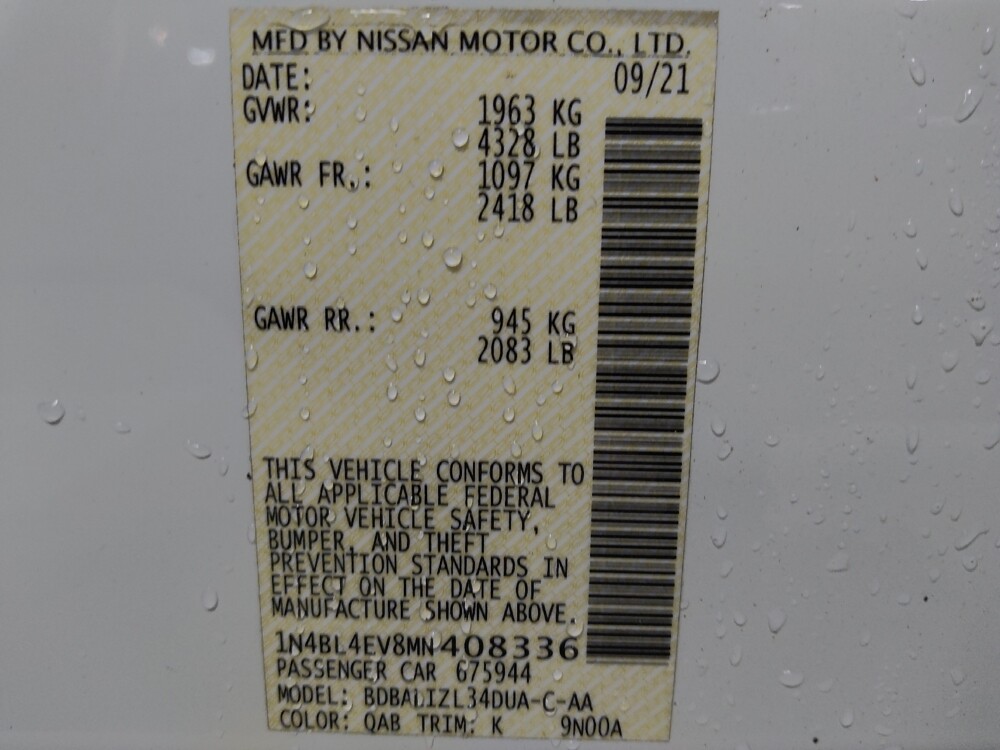 MFD BY NISSAN MOTOR CO., LTD.
DATE: 09/21
GVWR: 1963 KG
4328 LB
GAWR FR.: 1097 KG
2418 LB
GAWR RR.: 945 KG
2083 LB
THIS VEHICLE CONFORMS TO
ALL APPLICABLE FEDERAL
MOTOR VEHICLE SAFETY,
BUMPER, AND THEFT
PREVENTION STANDARDS IN
EFFECT ON THE DATE OF
MANUFACTURE SHOWN ABOVE.
1N4BL4EV8MN408336
PASSENGER CAR 675944
MODEL: BDBALIZL34DUA-C-AA
COLOR: QAB TRIM: K 9N00A